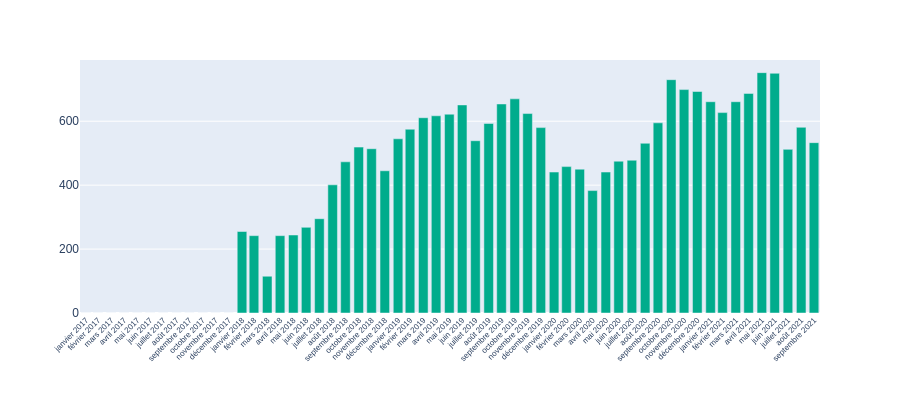 600
400
200
0
janvier 2017
février 2017
mars 2017
avril 2017
mai 2017
juin 2017
juillet 2017
août 2017
septembre 2017
octobre 2017
novembre 2017
décembre 2017
janvier 2018
février 2018
mars 2018
avril 2018
mai 2018
juin 2018
juillet 2018
août 2018
septembre 2018
octobre 2018
novembre 2018
décembre 2018
janvier 2019
février 2019
mars 2019
avril 2019
mai 2019
juin 2019
juillet 2019
août 2019
septembre 2019
octobre 2019
novembre 2019
décembre 2019
janvier 2020
février 2020
mars 2020
avril 2020
mai 2020
juin 2020
juillet 2020
août 2020
septembre 2020
octobre 2020
novembre 2020
décembre 2020
janvier 2021
février 2021
mars 2021
avril 2021
mai 2021
juin 2021
juillet 2021
août 2021
septembre 2021